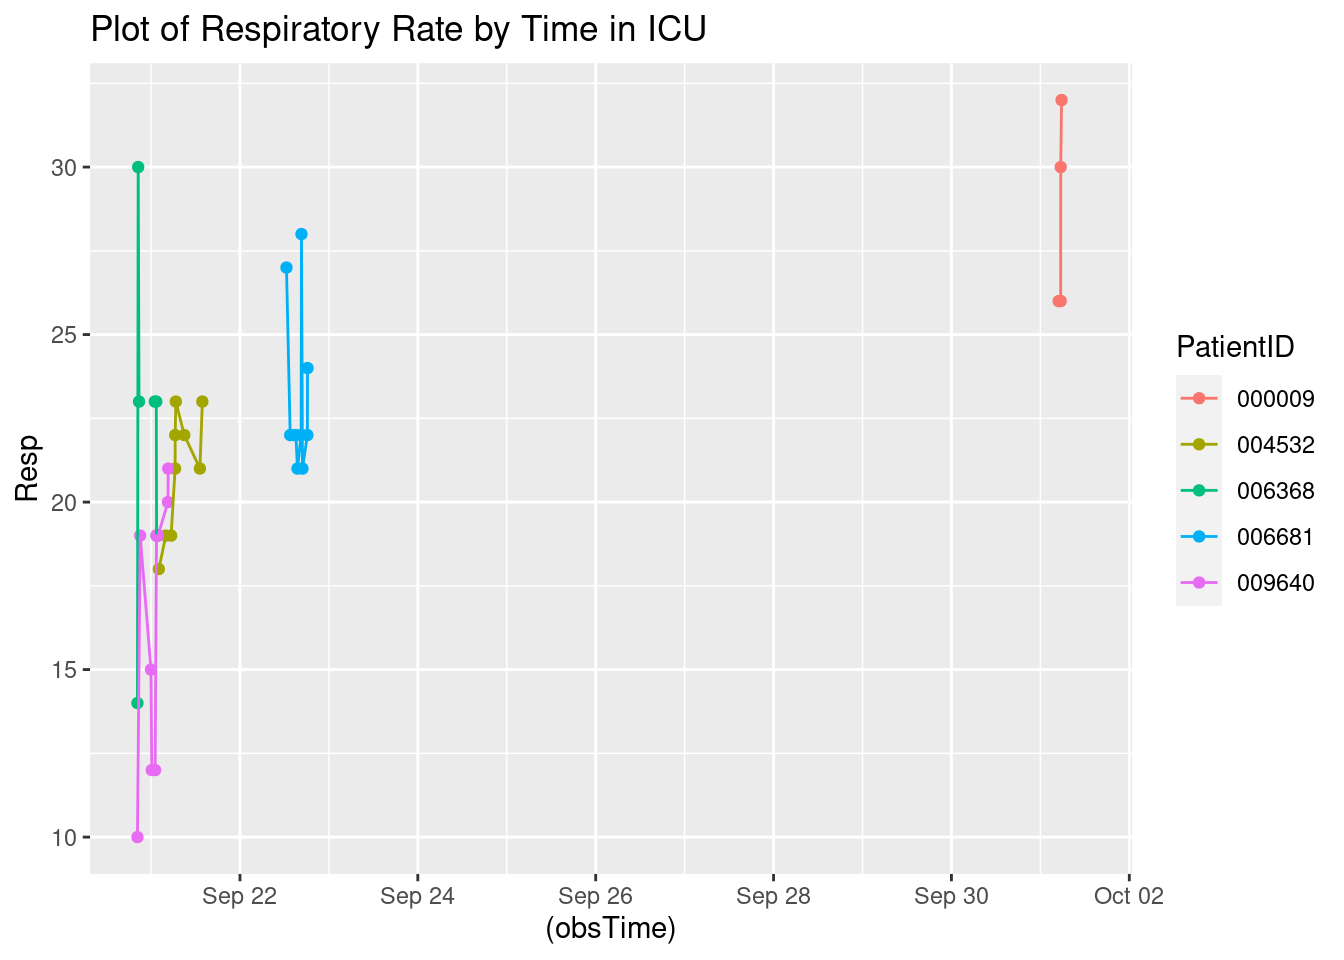 Plot of Respiratory Rate by Time in ICU
Resp
30
25
20
15
10
Sep 22 Sep 24 Sep 26 Sep 28 Sep 30 Oct 02
(obsTime)
PatientID
000009
004532
006368
006681
009640